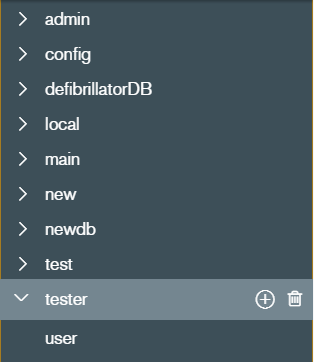 admin
config
defibrillatorDB
local
main
new
newdb
test
tester
user